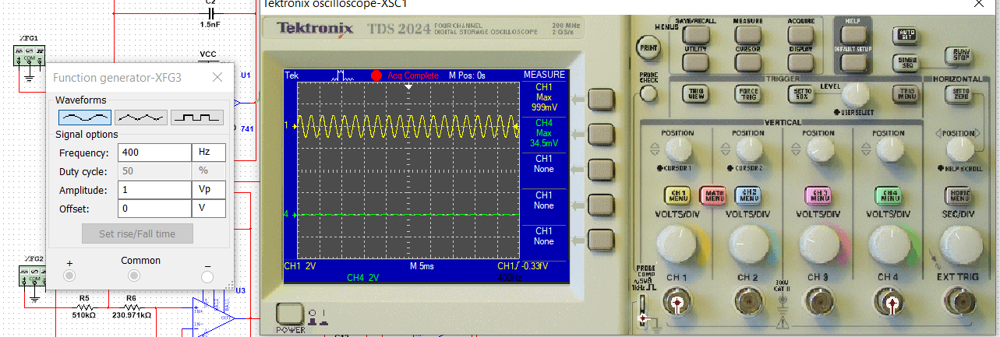 Tektronix oscilloscope-XSC1
C2
1.5nF
XFG1
COM
VCC
U1
741
Function generator-XFG3
Waveforms
Signal options
Frequency: 400 Hz
Duty cycle: 50 %
Amplitude: 1 Vp
Offset: 0 V
Set rise/Fall time
+ Common −
XFG2
COM
R5
510kΩ
R6
230.971kΩ
U3
IN+
IN-
OUT
Tektronix TDS 2024 FOUR CHANNEL
DIGITAL STORAGE OSCILLOSCOPE
200 MHz
2 GS/s
Tek Acq Complete M Pos: 0s MEASURE
CH1
Max
999mV
CH4
Max
34.5mV
CH1
None
CH1
None
CH1
None
1
4
CH1 2V M 5ms CH1 -0.33fV
CH4 2V 400Hz
POWER
MENUS
SAVE/RECALL MEASURE ACQUIRE HELP
UTILITY CURSOR DISPLAY DEFAULT SETUP
PRINT
AUTO SET
SINGLE SEQ
RUN/STOP
PROBE CHECK
TRIGGER
TRIG VIEW
FORCE TRIG
SET TO 50%
LEVEL
USER SELECT
TRIG MENU
HORIZONTAL
SET TO ZERO
VERTICAL
POSITION POSITION POSITION POSITION POSITION
CURSOR 1 CURSOR 2 HELP SCROLL
CH 1 MENU MATH MENU CH 2 MENU CH 3 MENU CH 4 MENU HORIZ MENU
VOLTS/DIV VOLTS/DIV VOLTS/DIV VOLTS/DIV SEC/DIV
PROBE COMP
~5V@
1kHz
CH 1 CH 2 CH 3 CH 4 EXT TRIG
300V
CAT II